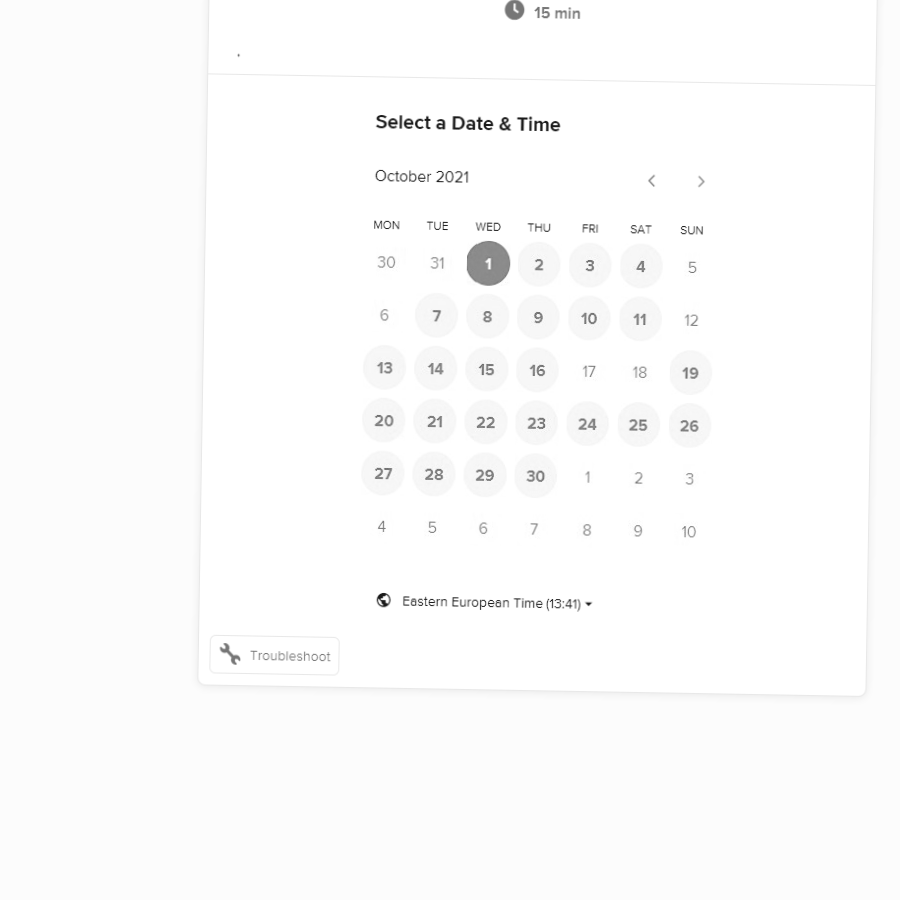 15 min
.
Select a Date & Time
October 2021
MON TUE WED THU FRI SAT SUN
30 31 1 2 3 4 5
6 7 8 9 10 11 12
13 14 15 16 17 18 19
20 21 22 23 24 25 26
27 28 29 30 1 2 3
4 5 6 7 8 9 10
Eastern European Time (13:41)
Troubleshoot